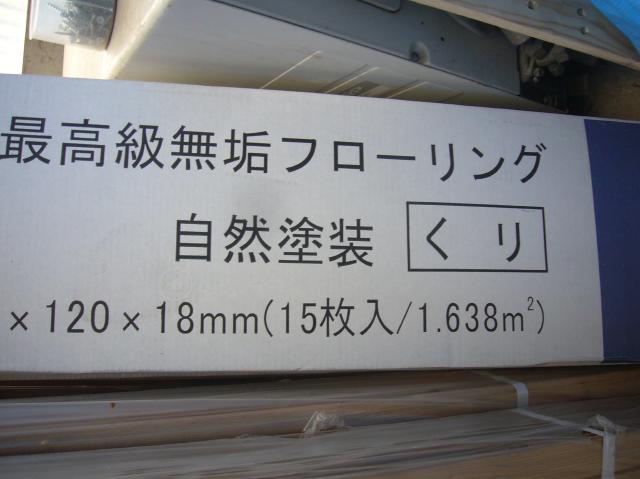 最高級無垢フローリング
自然塗装 くり
×120×18mm(15枚入/1.638m²)